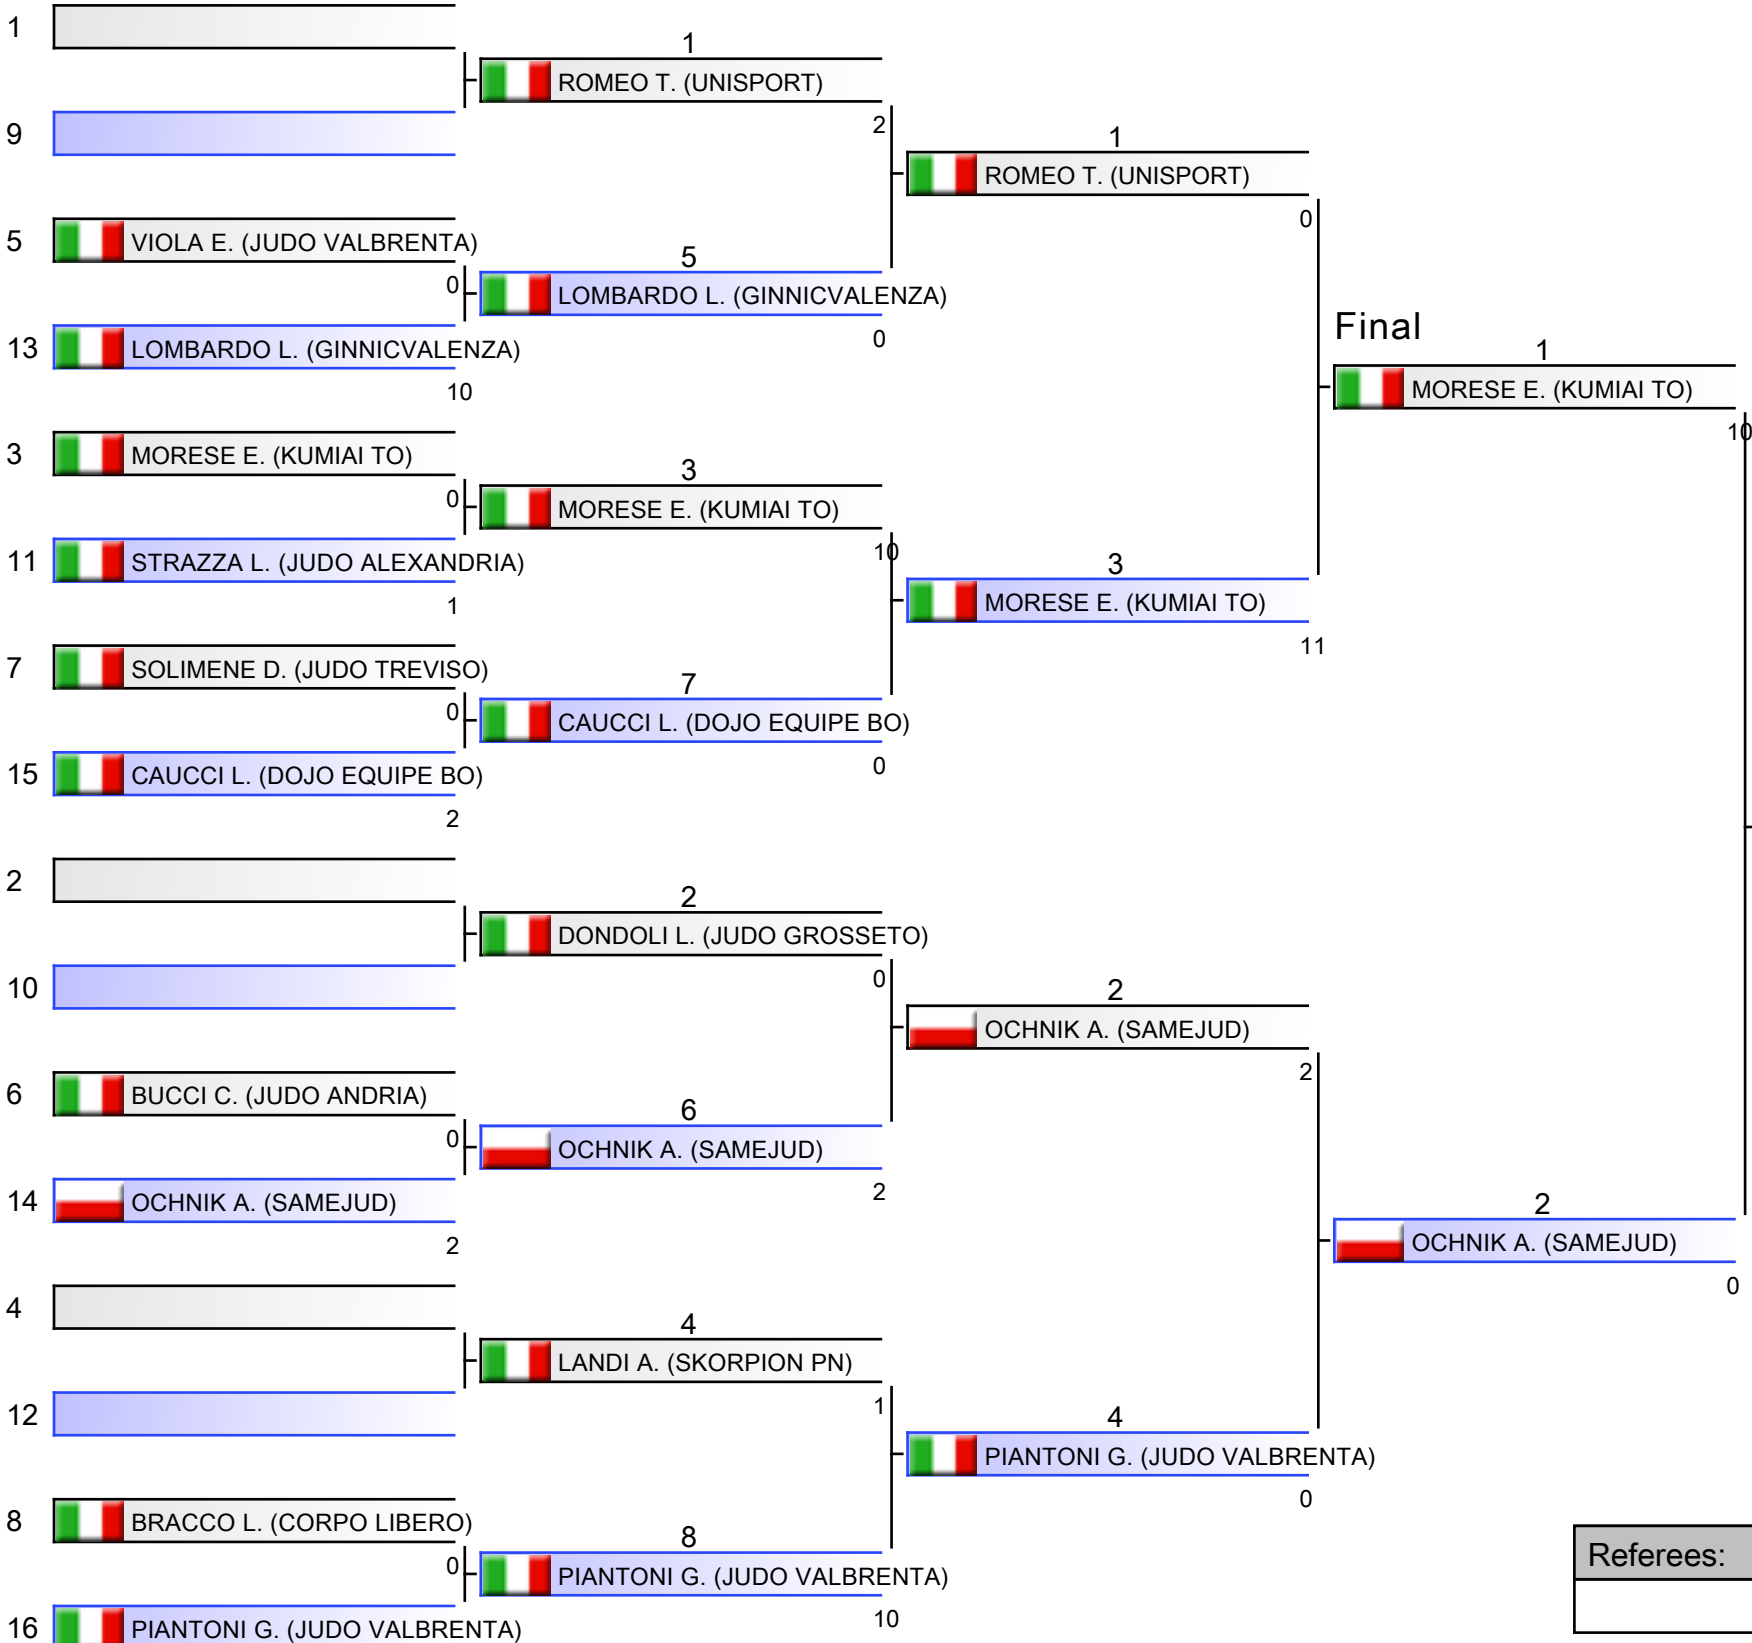 1
1
ROMEO T. (UNISPORT)
9
2
1
ROMEO T. (UNISPORT)
0
5
VIOLA E. (JUDO VALBRENTA)
0
5
LOMBARDO L. (GINNICVALENZA)
0
13
LOMBARDO L. (GINNICVALENZA)
10
Final
1
MORESE E. (KUMIAI TO)
10
3
MORESE E. (KUMIAI TO)
0
3
MORESE E. (KUMIAI TO)
10
11
STRAZZA L. (JUDO ALEXANDRIA)
1
3
MORESE E. (KUMIAI TO)
11
7
SOLIMENE D. (JUDO TREVISO)
0
7
CAUCCI L. (DOJO EQUIPE BO)
0
15
CAUCCI L. (DOJO EQUIPE BO)
2
2
2
DONDOLI L. (JUDO GROSSETO)
0
10
2
OCHNIK A. (SAMEJUD)
2
6
BUCCI C. (JUDO ANDRIA)
0
6
OCHNIK A. (SAMEJUD)
2
14
OCHNIK A. (SAMEJUD)
2
2
OCHNIK A. (SAMEJUD)
0
4
4
LANDI A. (SKORPION PN)
1
12
4
PIANTONI G. (JUDO VALBRENTA)
0
8
BRACCO L. (CORPO LIBERO)
0
8
PIANTONI G. (JUDO VALBRENTA)
10
16
PIANTONI G. (JUDO VALBRENTA)
Referees: